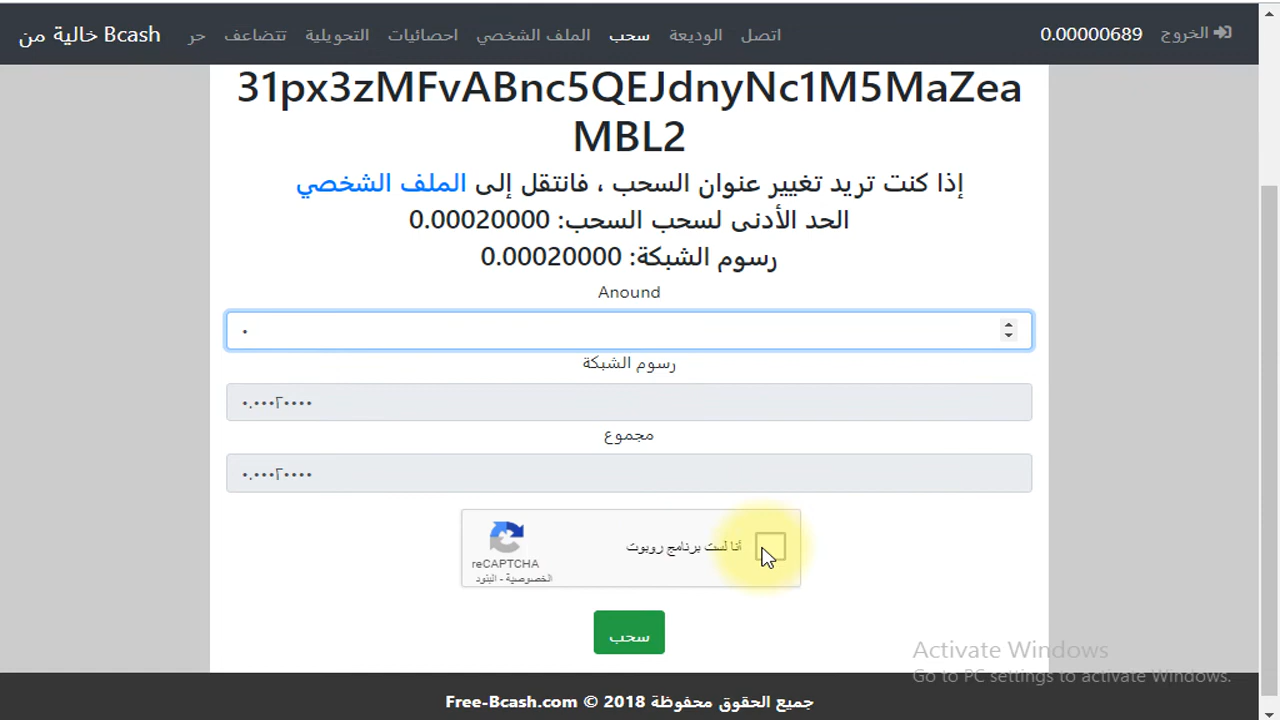 Bcash خالية من
حر
تتضاعف
التحويلية
احصائيات
الملف الشخصي
سحب
الوديعة
اتصل
0.00000689
الخروج
31px3zMFvABnc5QEJdnyNc1M5MaZea
MBL2
إذا كنت تريد تغيير عنوان السحب ، فانتقل إلى الملف الشخصي
الحد الأدنى لسحب السحب: 0.00020000
رسوم الشبكة: 0.00020000
Anound
٠
رسوم الشبكة
٠.٠٠٠٢٠٠٠٠
مجموع
٠.٠٠٠٢٠٠٠٠
أنا لست برنامج روبوت
reCAPTCHA
الخصوصية - البنود
سحب
Activate Windows
Go to PC settings to activate Windows.
جميع الحقوق محفوظة Free-Bcash.com © 2018